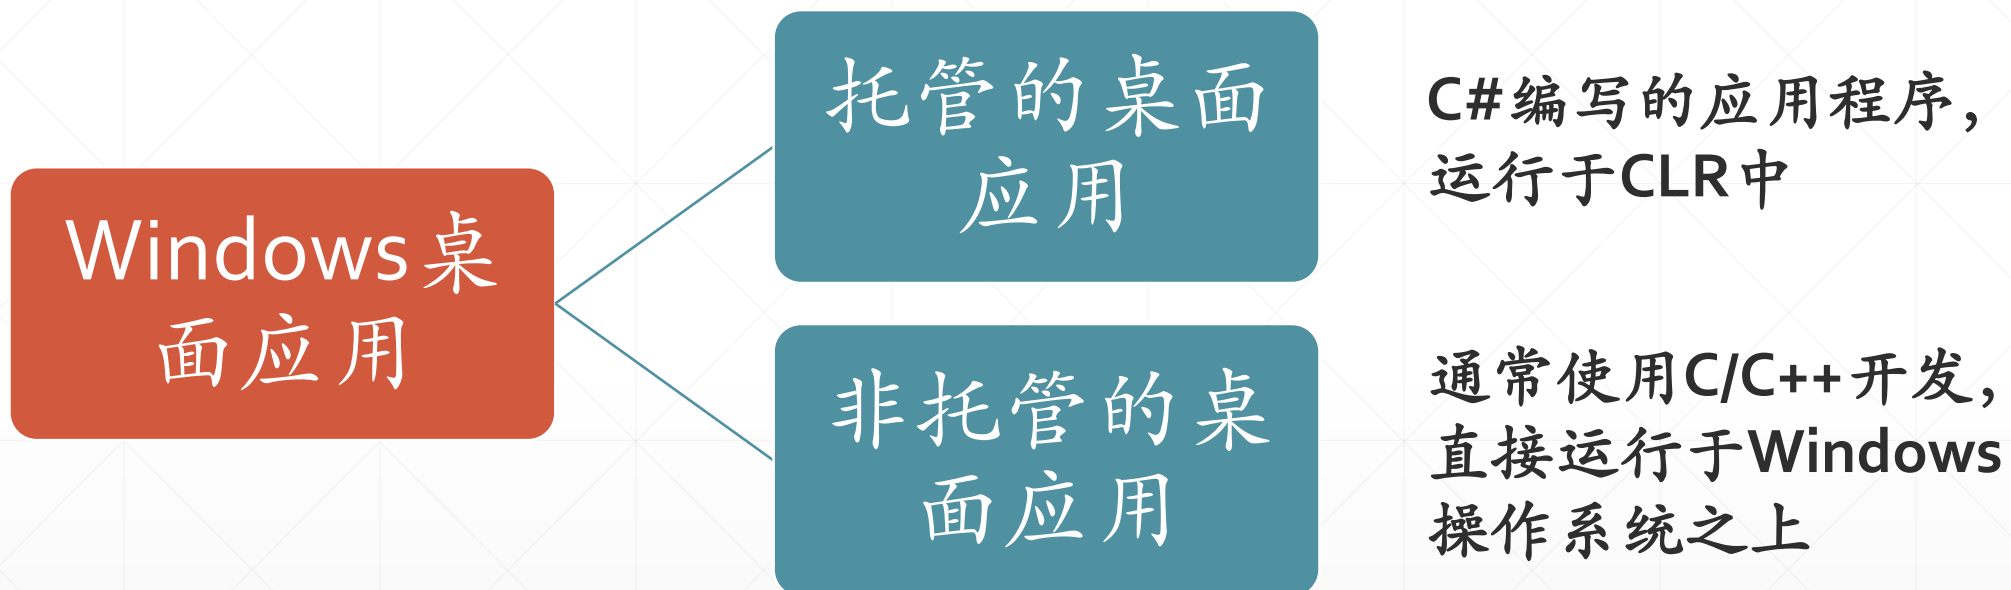 Windows桌
面应用
托管的桌面
应用
C#编写的应用程序，
运行于CLR中
非托管的桌
面应用
通常使用C/C++开发，
直接运行于Windows
操作系统之上